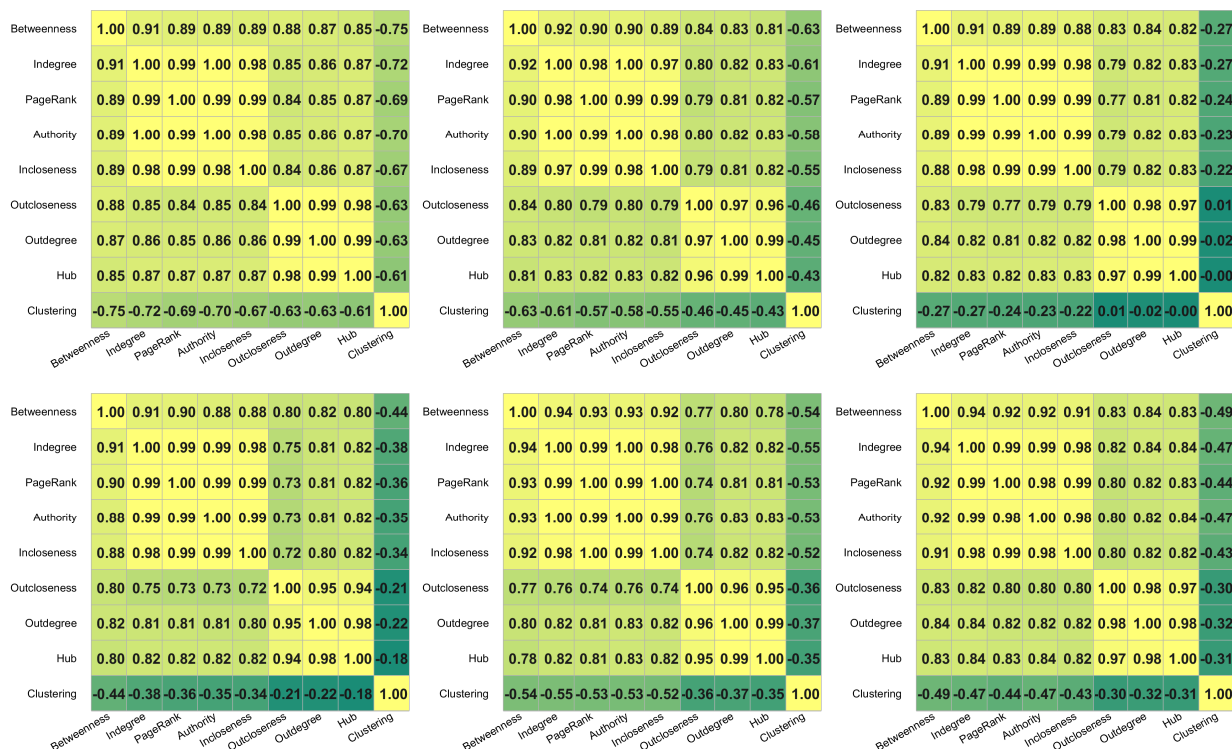 Betweenness 1.00 0.91 0.89 0.89 0.89 0.88 0.87 0.85 -0.75
Indegree 0.91 1.00 0.99 1.00 0.98 0.85 0.86 0.87 -0.72
PageRank 0.89 0.99 1.00 0.99 0.99 0.84 0.85 0.87 -0.69
Authority 0.89 1.00 0.99 1.00 0.98 0.85 0.86 0.87 -0.70
Incloseness 0.89 0.98 0.99 0.98 1.00 0.84 0.86 0.87 -0.67
Outcloseness 0.88 0.85 0.84 0.85 0.84 1.00 0.99 0.98 -0.63
Outdegree 0.87 0.86 0.85 0.86 0.86 0.99 1.00 0.99 -0.63
Hub 0.85 0.87 0.87 0.87 0.87 0.98 0.99 1.00 -0.61
Clustering -0.75 -0.72 -0.69 -0.70 -0.67 -0.63 -0.63 -0.61 1.00
Betweenness Indegree PageRank Authority Incloseness Outcloseness Outdegree Hub Clustering
Betweenness 1.00 0.92 0.90 0.90 0.89 0.84 0.83 0.81 -0.63
Indegree 0.92 1.00 0.98 1.00 0.97 0.80 0.82 0.83 -0.61
PageRank 0.90 0.98 1.00 0.99 0.99 0.79 0.81 0.82 -0.57
Authority 0.90 1.00 0.99 1.00 0.98 0.80 0.82 0.83 -0.58
Incloseness 0.89 0.97 0.99 0.98 1.00 0.79 0.81 0.82 -0.55
Outcloseness 0.84 0.80 0.79 0.80 0.79 1.00 0.97 0.96 -0.46
Outdegree 0.83 0.82 0.81 0.82 0.81 0.97 1.00 0.99 -0.45
Hub 0.81 0.83 0.82 0.83 0.82 0.96 0.99 1.00 -0.43
Clustering -0.63 -0.61 -0.57 -0.58 -0.55 -0.46 -0.45 -0.43 1.00
Betweenness Indegree PageRank Authority Incloseness Outcloseness Outdegree Hub Clustering
Betweenness 1.00 0.91 0.89 0.89 0.88 0.83 0.84 0.82 -0.27
Indegree 0.91 1.00 0.99 0.99 0.98 0.79 0.82 0.83 -0.27
PageRank 0.89 0.99 1.00 0.99 0.99 0.77 0.81 0.82 -0.24
Authority 0.89 0.99 0.99 1.00 0.99 0.79 0.82 0.83 -0.23
Incloseness 0.88 0.98 0.99 0.99 1.00 0.79 0.82 0.83 -0.22
Outcloseness 0.83 0.79 0.77 0.79 0.79 1.00 0.98 0.97 0.01
Outdegree 0.84 0.82 0.81 0.82 0.82 0.98 1.00 0.99 -0.02
Hub 0.82 0.83 0.82 0.83 0.83 0.97 0.99 1.00 -0.00
Clustering -0.27 -0.27 -0.24 -0.23 -0.22 0.01 -0.02 -0.00 1.00
Betweenness Indegree PageRank Authority Incloseness Outcloseness Outdegree Hub Clustering
Betweenness 1.00 0.91 0.90 0.88 0.88 0.80 0.82 0.80 -0.44
Indegree 0.91 1.00 0.99 0.99 0.98 0.75 0.81 0.82 -0.38
PageRank 0.90 0.99 1.00 0.99 0.99 0.73 0.81 0.82 -0.36
Authority 0.88 0.99 0.99 1.00 0.99 0.73 0.81 0.82 -0.35
Incloseness 0.88 0.98 0.99 0.99 1.00 0.72 0.80 0.82 -0.34
Outcloseness 0.80 0.75 0.73 0.73 0.72 1.00 0.95 0.94 -0.21
Outdegree 0.82 0.81 0.81 0.81 0.80 0.95 1.00 0.98 -0.22
Hub 0.80 0.82 0.82 0.82 0.82 0.94 0.98 1.00 -0.18
Clustering -0.44 -0.38 -0.36 -0.35 -0.34 -0.21 -0.22 -0.18 1.00
Betweenness Indegree PageRank Authority Incloseness Outcloseness Outdegree Hub Clustering
Betweenness 1.00 0.94 0.93 0.93 0.92 0.77 0.80 0.78 -0.54
Indegree 0.94 1.00 0.99 1.00 0.98 0.76 0.82 0.82 -0.55
PageRank 0.93 0.99 1.00 0.99 1.00 0.74 0.81 0.81 -0.53
Authority 0.93 1.00 0.99 1.00 0.99 0.76 0.83 0.83 -0.53
Incloseness 0.92 0.98 1.00 0.99 1.00 0.74 0.82 0.82 -0.52
Outcloseness 0.77 0.76 0.74 0.76 0.74 1.00 0.96 0.95 -0.36
Outdegree 0.80 0.82 0.81 0.83 0.82 0.96 1.00 0.99 -0.37
Hub 0.78 0.82 0.81 0.83 0.82 0.95 0.99 1.00 -0.35
Clustering -0.54 -0.55 -0.53 -0.53 -0.52 -0.36 -0.37 -0.35 1.00
Betweenness Indegree PageRank Authority Incloseness Outcloseness Outdegree Hub Clustering
Betweenness 1.00 0.94 0.92 0.92 0.91 0.83 0.84 0.83 -0.49
Indegree 0.94 1.00 0.99 0.99 0.98 0.82 0.84 0.84 -0.47
PageRank 0.92 0.99 1.00 0.98 0.99 0.80 0.82 0.83 -0.44
Authority 0.92 0.99 0.98 1.00 0.98 0.80 0.82 0.84 -0.47
Incloseness 0.91 0.98 0.99 0.98 1.00 0.80 0.82 0.82 -0.43
Outcloseness 0.83 0.82 0.80 0.80 0.80 1.00 0.98 0.97 -0.30
Outdegree 0.84 0.84 0.82 0.82 0.82 0.98 1.00 0.98 -0.32
Hub 0.83 0.84 0.83 0.84 0.82 0.97 0.98 1.00 -0.31
Clustering -0.49 -0.47 -0.44 -0.47 -0.43 -0.30 -0.32 -0.31 1.00
Betweenness Indegree PageRank Authority Incloseness Outcloseness Outdegree Hub Clustering